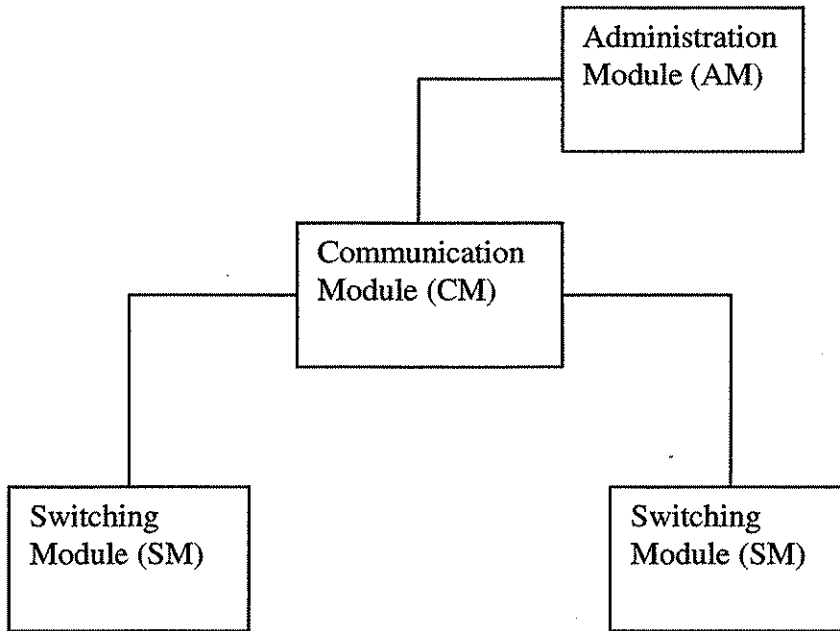 Administration
Module (AM)
Communication
Module (CM)
Switching
Module (SM)
Switching
Module (SM)